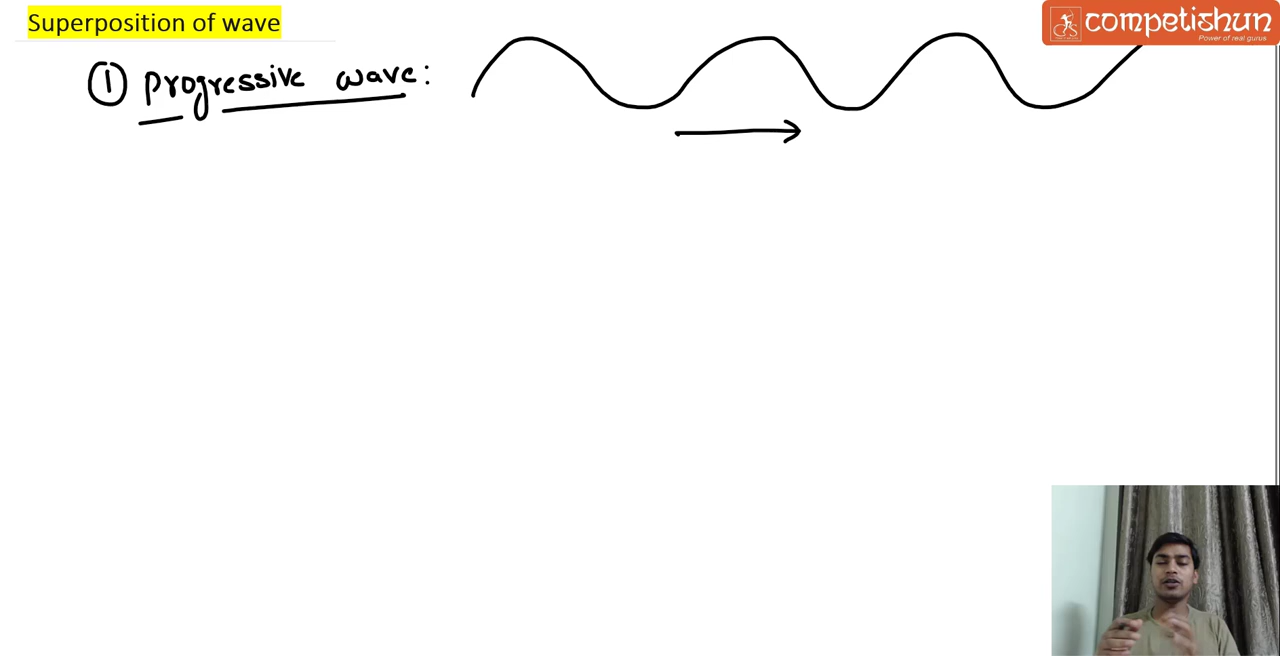 Superposition of wave
competishun
Power of real gurus
① Progressive wave: